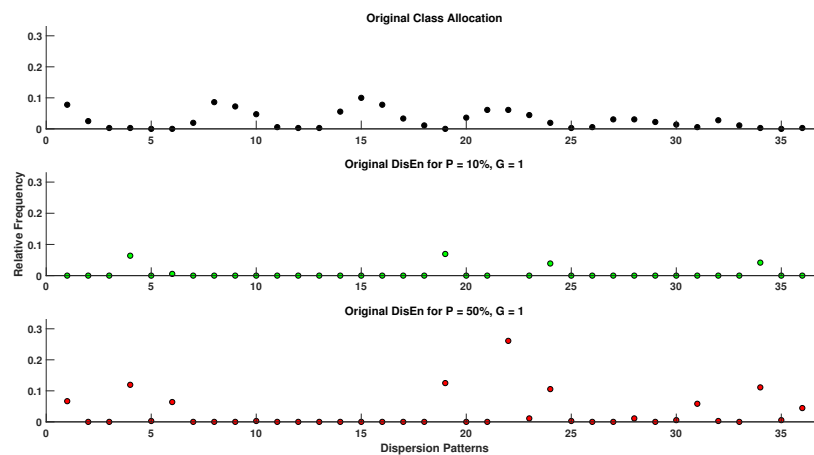 Original Class Allocation
0.3
0.2
0.1
0
0 5 10 15 20 25 30 35
Original DisEn for P = 10%, G = 1
0.3
0.2
0.1
0
0 5 10 15 20 25 30 35
Relative Frequency
Original DisEn for P = 50%, G = 1
0.3
0.2
0.1
0
0 5 10 15 20 25 30 35
Dispersion Patterns